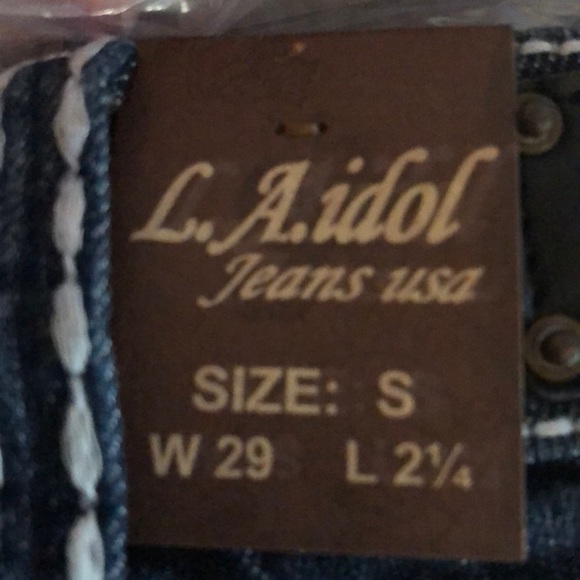 L.A.idol
Jeans usa
SIZE: S
W 29 L 2¼